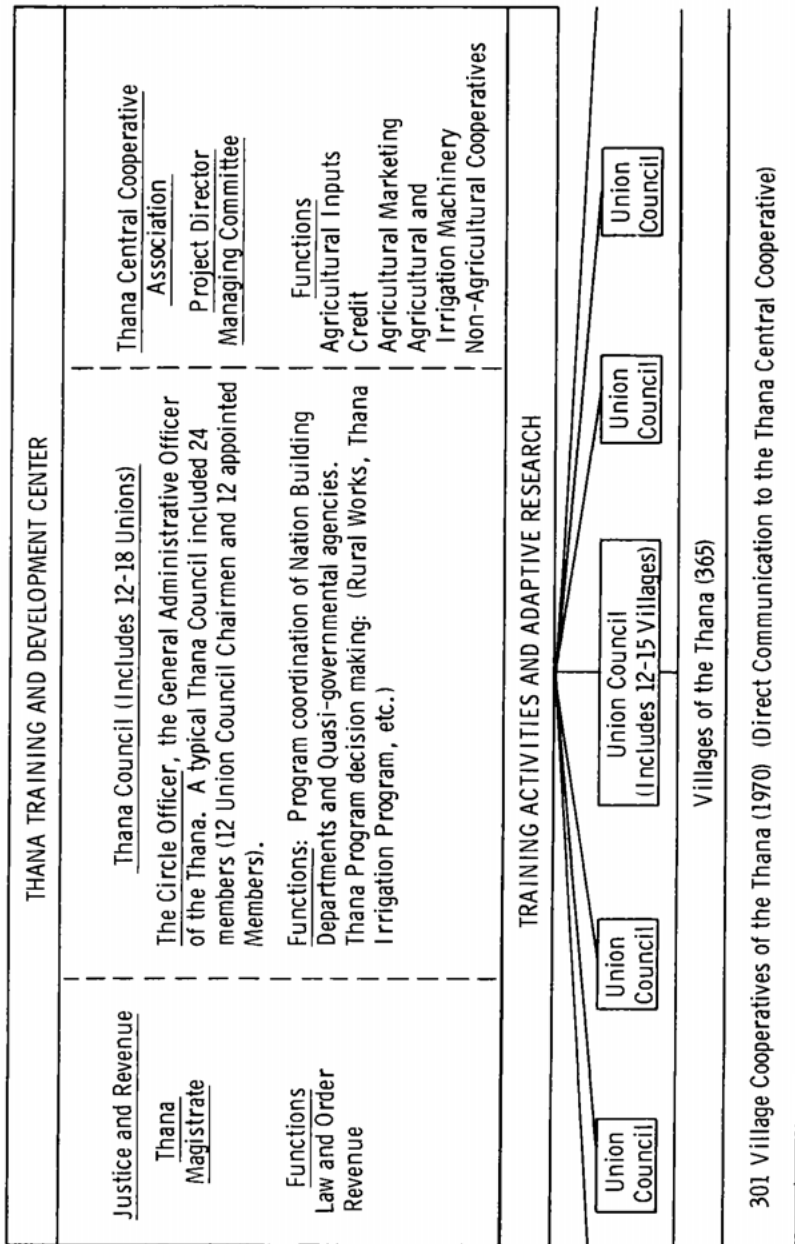 THANA TRAINING AND DEVELOPMENT CENTER
Justice and Revenue
Thana
Magistrate
Functions
Law and Order
Revenue
Thana Council (Includes 12-18 Unions)
The Circle Officer, the General Administrative Officer
of the Thana. A typical Thana Council included 24
members (12 Union Council Chairmen and 12 appointed
Members).
Functions: Program coordination of Nation Building
Departments and Quasi-governmental agencies.
Thana Program decision making: (Rural Works, Thana
Irrigation Program, etc.)
Thana Central Cooperative
Association
Project Director
Managing Committee
Functions
Agricultural Inputs
Credit
Agricultural Marketing
Agricultural and
Irrigation Machinery
Non-Agricultural Cooperatives
TRAINING ACTIVITIES AND ADAPTIVE RESEARCH
Union
Council
Union
Council
Union Council
(Includes 12-15 Villages)
Union
Council
Union
Council
Villages of the Thana (365)
301 Village Cooperatives of the Thana (1970) (Direct Communication to the Thana Central Cooperative)